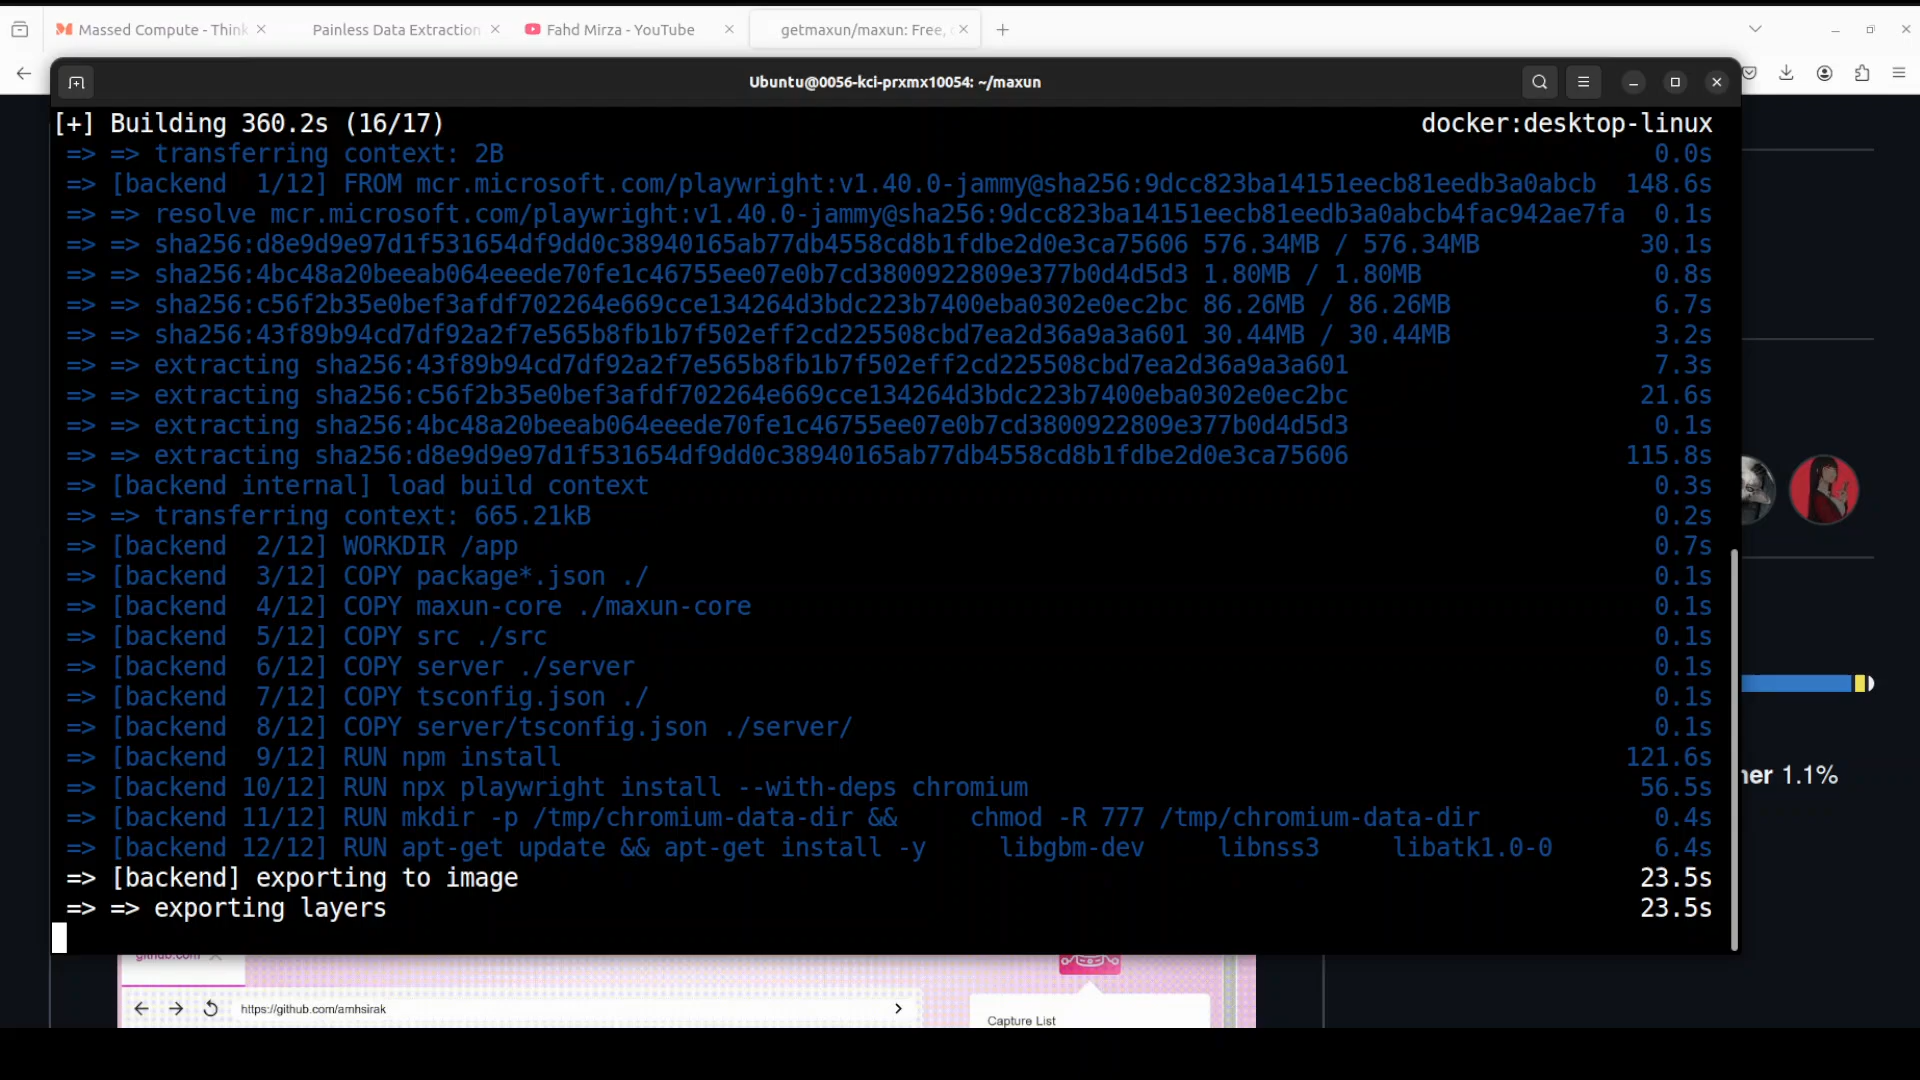 Massed Compute - Think
Painless Data Extraction
Fahd Mirza - YouTube
getmaxun/maxun: Free,
Ubuntu@0056-kci-prxmx10054: ~/maxun
[+] Building 360.2s (16/17) docker:desktop-linux
=> => transferring context: 2B 0.0s
=> [backend  1/12] FROM mcr.microsoft.com/playwright:v1.40.0-jammy@sha256:9dcc823ba14151eecb81eedb3a0abcb 148.6s
=> => resolve mcr.microsoft.com/playwright:v1.40.0-jammy@sha256:9dcc823ba14151eecb81eedb3a0abcb4fac942ae7fa 0.1s
=> => sha256:d8e9d9e97d1f531654df9dd0c38940165ab77db4558cd8b1fdbe2d0e3ca75606 576.34MB / 576.34MB 30.1s
=> => sha256:4bc48a20beeab064eeede70fe1c46755ee07e0b7cd3800922809e377b0d4d5d3 1.80MB / 1.80MB 0.8s
=> => sha256:c56f2b35e0bef3afdf702264e669cce134264d3bdc223b7400eba0302e0ec2bc 86.26MB / 86.26MB 6.7s
=> => sha256:43f89b94cd7df92a2f7e565b8fb1b7f502eff2cd225508cbd7ea2d36a9a3a601 30.44MB / 30.44MB 3.2s
=> => extracting sha256:43f89b94cd7df92a2f7e565b8fb1b7f502eff2cd225508cbd7ea2d36a9a3a601 7.3s
=> => extracting sha256:c56f2b35e0bef3afdf702264e669cce134264d3bdc223b7400eba0302e0ec2bc 21.6s
=> => extracting sha256:4bc48a20beeab064eeede70fe1c46755ee07e0b7cd3800922809e377b0d4d5d3 0.1s
=> => extracting sha256:d8e9d9e97d1f531654df9dd0c38940165ab77db4558cd8b1fdbe2d0e3ca75606 115.8s
=> [backend internal] load build context 0.3s
=> => transferring context: 665.21kB 0.2s
=> [backend  2/12] WORKDIR /app 0.7s
=> [backend  3/12] COPY package*.json ./ 0.1s
=> [backend  4/12] COPY maxun-core ./maxun-core 0.1s
=> [backend  5/12] COPY src ./src 0.1s
=> [backend  6/12] COPY server ./server 0.1s
=> [backend  7/12] COPY tsconfig.json ./ 0.1s
=> [backend  8/12] COPY server/tsconfig.json ./server/ 0.1s
=> [backend  9/12] RUN npm install 121.6s
=> [backend 10/12] RUN npx playwright install --with-deps chromium 56.5s
=> [backend 11/12] RUN mkdir -p /tmp/chromium-data-dir &&     chmod -R 777 /tmp/chromium-data-dir 0.4s
=> [backend 12/12] RUN apt-get update && apt-get install -y     libgbm-dev     libnss3     libatk1.0-0 6.4s
=> [backend] exporting to image 23.5s
=> => exporting layers 23.5s
her 1.1%
github.com
https://github.com/amhsirak
Capture List